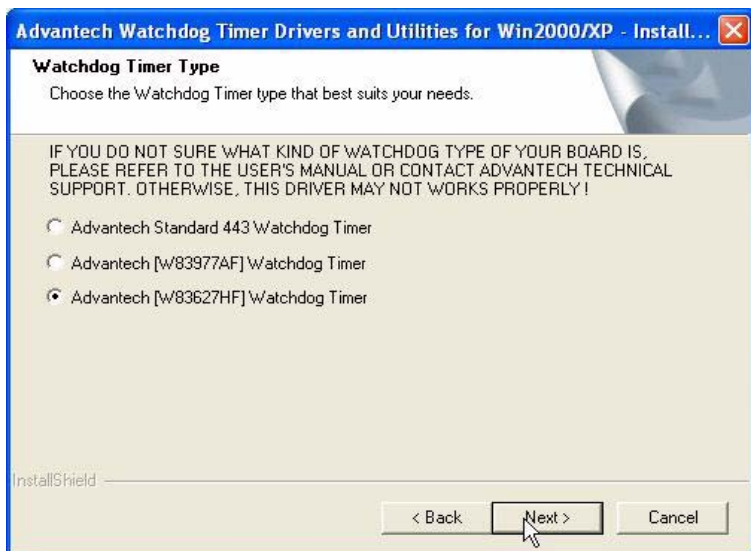 Advantech Watchdog Timer Drivers and Utilities for Win2000/XP - Install...
Watchdog Timer Type
Choose the Watchdog Timer type that best suits your needs.
IF YOU DO NOT SURE WHAT KIND OF WATCHDOG TYPE OF YOUR BOARD IS,
PLEASE REFER TO THE USER'S MANUAL OR CONTACT ADVANTECH TECHNICAL
SUPPORT. OTHERWISE, THIS DRIVER MAY NOT WORKS PROPERLY !
Advantech Standard 443 Watchdog Timer
Advantech [W83977AF] Watchdog Timer
Advantech [W83627HF] Watchdog Timer
InstallShield
< Back
Next >
Cancel